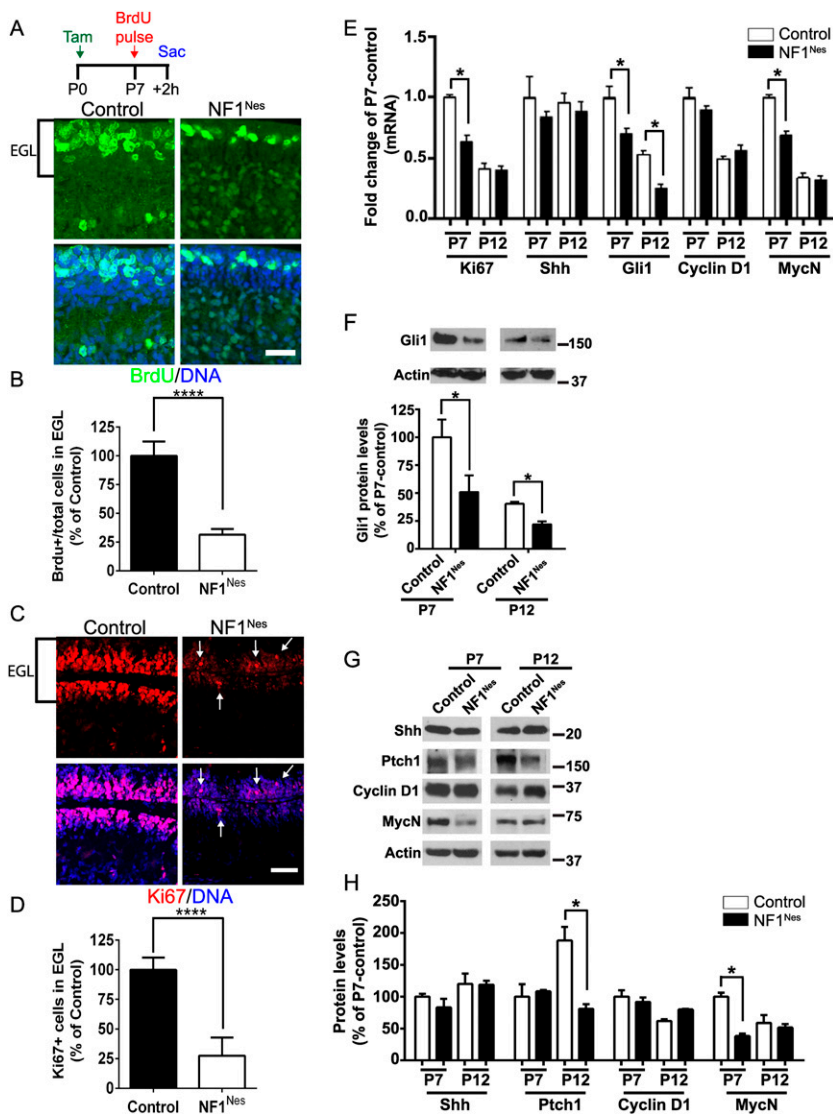 A
Tam
BrdU
pulse
Sac
P0
P7
+2h
Control
NF1Nes
EGL
BrdU/DNA
B
****
Brdu+/total cells in EGL
(% of Control)
125
100
75
50
25
0
Control
NF1Nes
C
Control
NF1Nes
EGL
Ki67/DNA
D
****
Ki67+ cells in EGL
(% of Control)
125
100
75
50
25
0
Control
NF1Nes
E
Control
NF1Nes
Fold change of P7-control
(mRNA)
1.5
1.0
0.5
0.0
*
*
*
*
P7 P12 P7 P12 P7 P12 P7 P12 P7 P12
Ki67 Shh Gli1 Cyclin D1 MycN
F
Gli1
150
Actin
37
Gli1 protein levels
(% of P7-control)
125
100
75
50
25
0
*
*
Control
NF1Nes
Control
NF1Nes
P7
P12
G
P7
P12
Control
NF1Nes
Control
NF1Nes
Shh
20
Ptch1
150
Cyclin D1
37
MycN
75
Actin
37
H
Control
NF1Nes
Protein levels
(% of P7-control)
250
200
150
100
50
0
*
*
P7 P12 P7 P12 P7 P12 P7 P12
Shh Ptch1 Cyclin D1 MycN